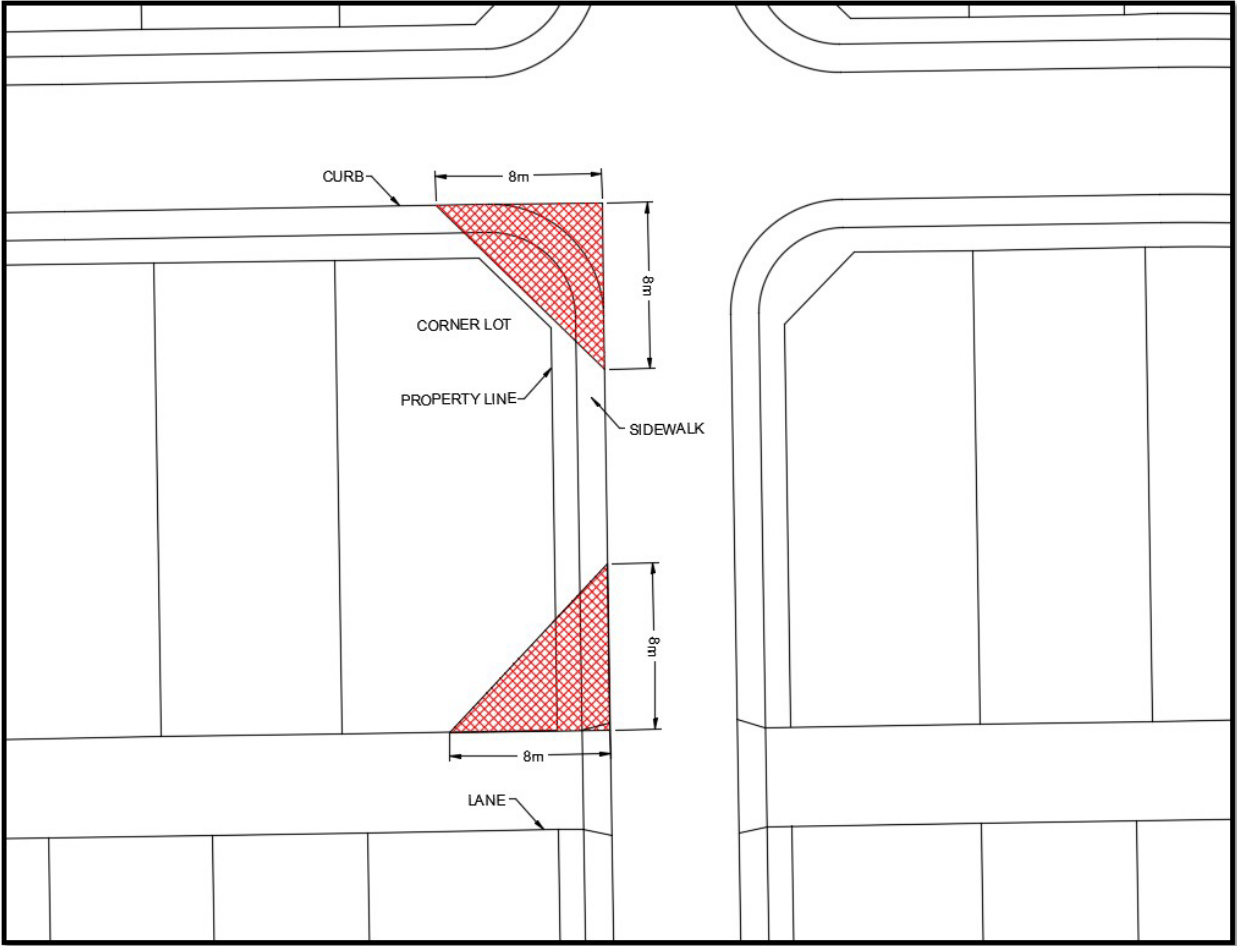 CURB
8m
8m
CORNER LOT
PROPERTY LINE
SIDEWALK
8m
8m
LANE